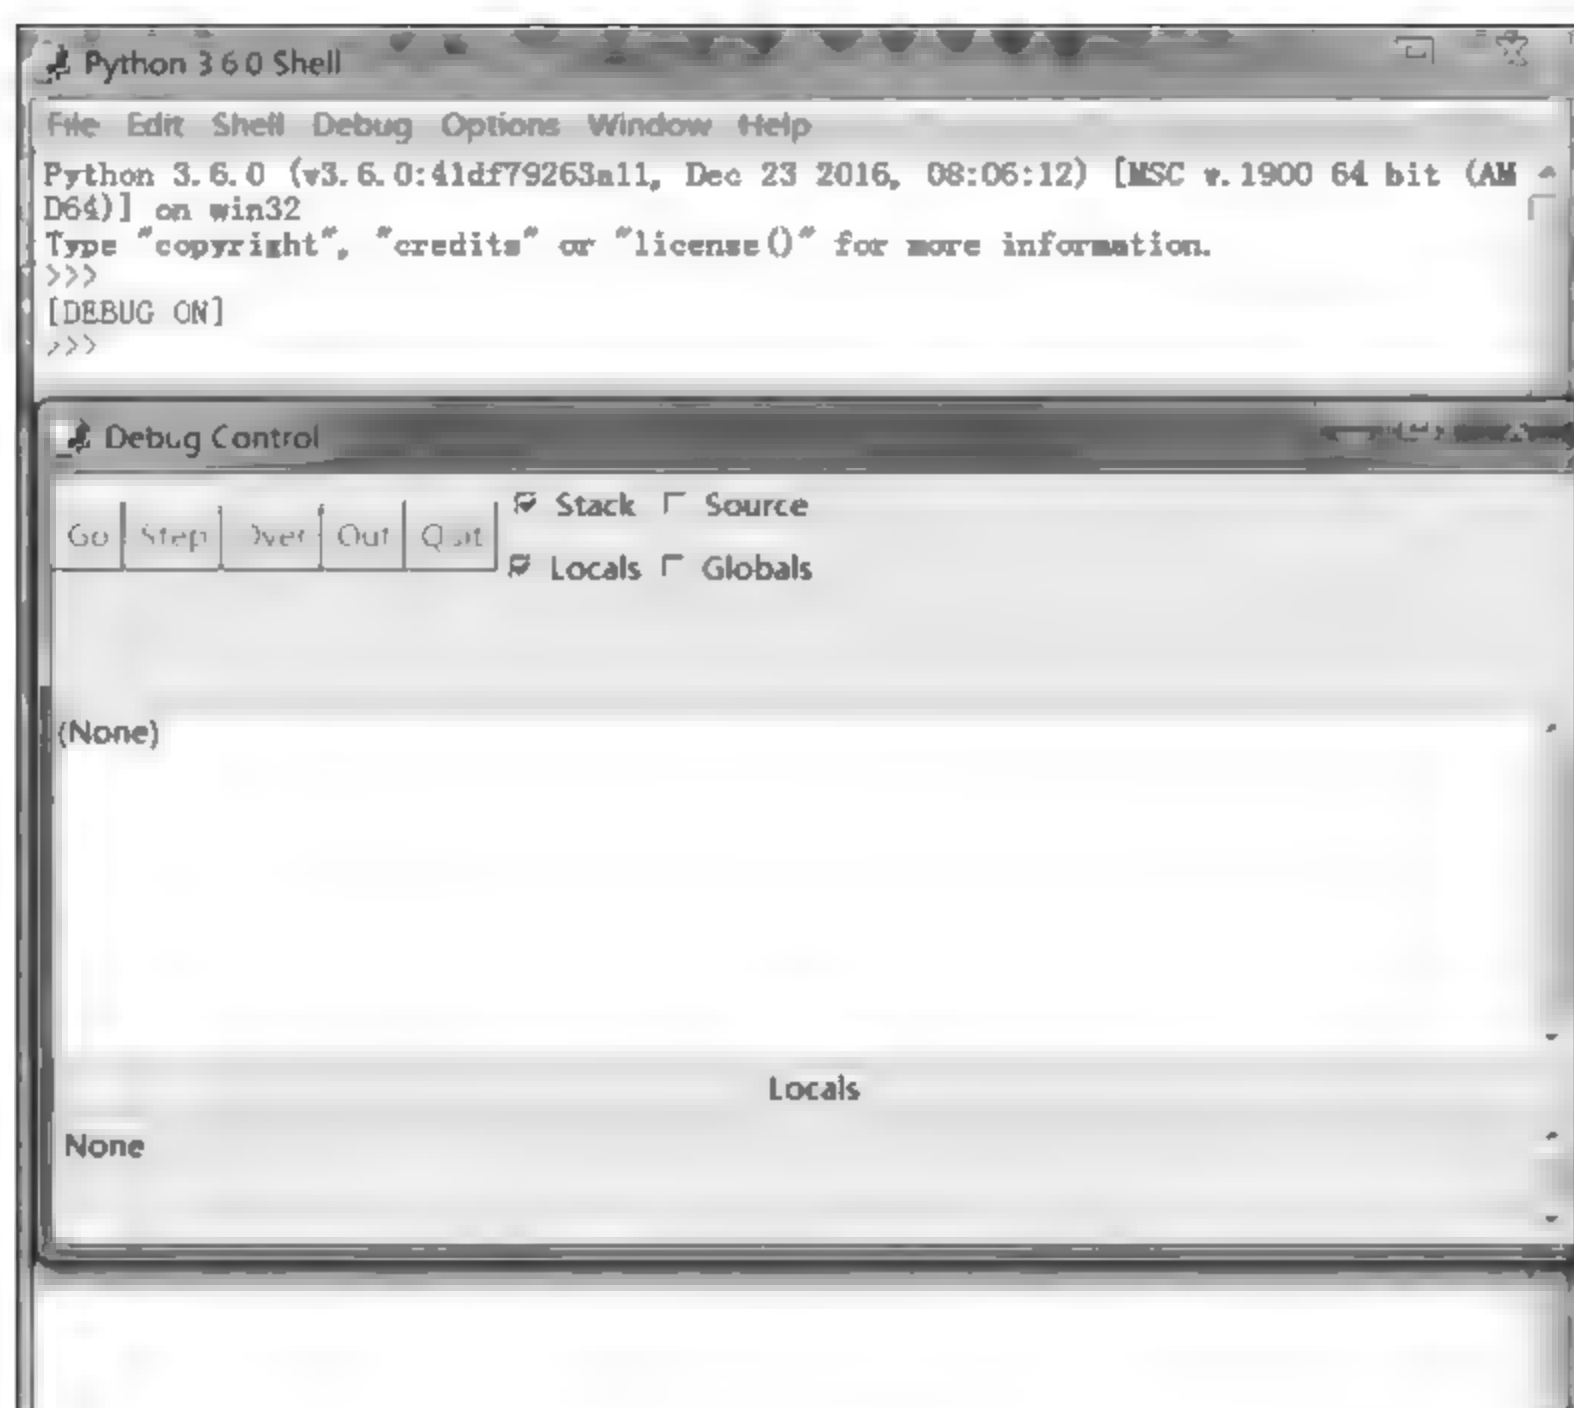 Python 3.6.0 Shell
File Edit Shell Debug Options Window Help
Python 3.6.0 (v3.6.0:41df79263a11, Dec 23 2016, 08:06:12) [MSC v.1900 64 bit (AM
D64)] on win32
Type "copyright", "credits" or "license()" for more information.
>>>
[DEBUG ON]
>>>
Debug Control
Go Step Over Out Quit
Stack Source
Locals Globals
(None)
Locals
None